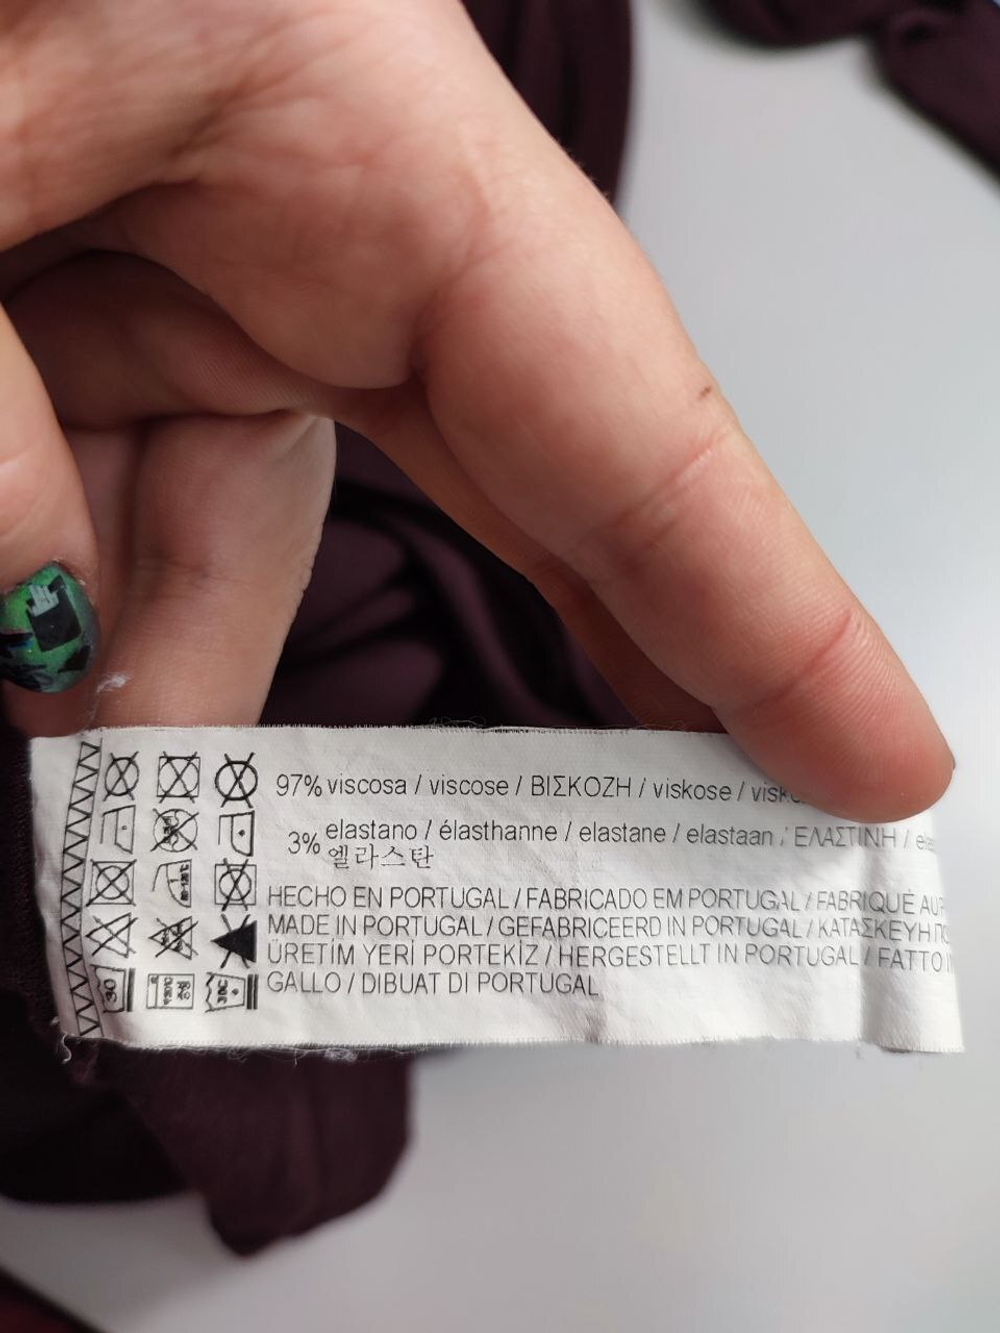 97% viscosa / viscose / ΒΙΣΚΟΖΗ / viskose /
3% elastano / élasthanne / elastane / elastaan / ΕΛΑΣΤΙΝΗ /
엘라스탄
HECHO EN PORTUGAL / FABRICADO EM PORTUGAL / FABRIQUÉ AU
MADE IN PORTUGAL / GEFABRICEERD IN PORTUGAL / ΚΑΤΑΣΚΕΥΗ
ÜRETİM YERİ PORTEKİZ / HERGESTELLT IN PORTUGAL / FATTO
GALLO / DIBUAT DI PORTUGAL
30